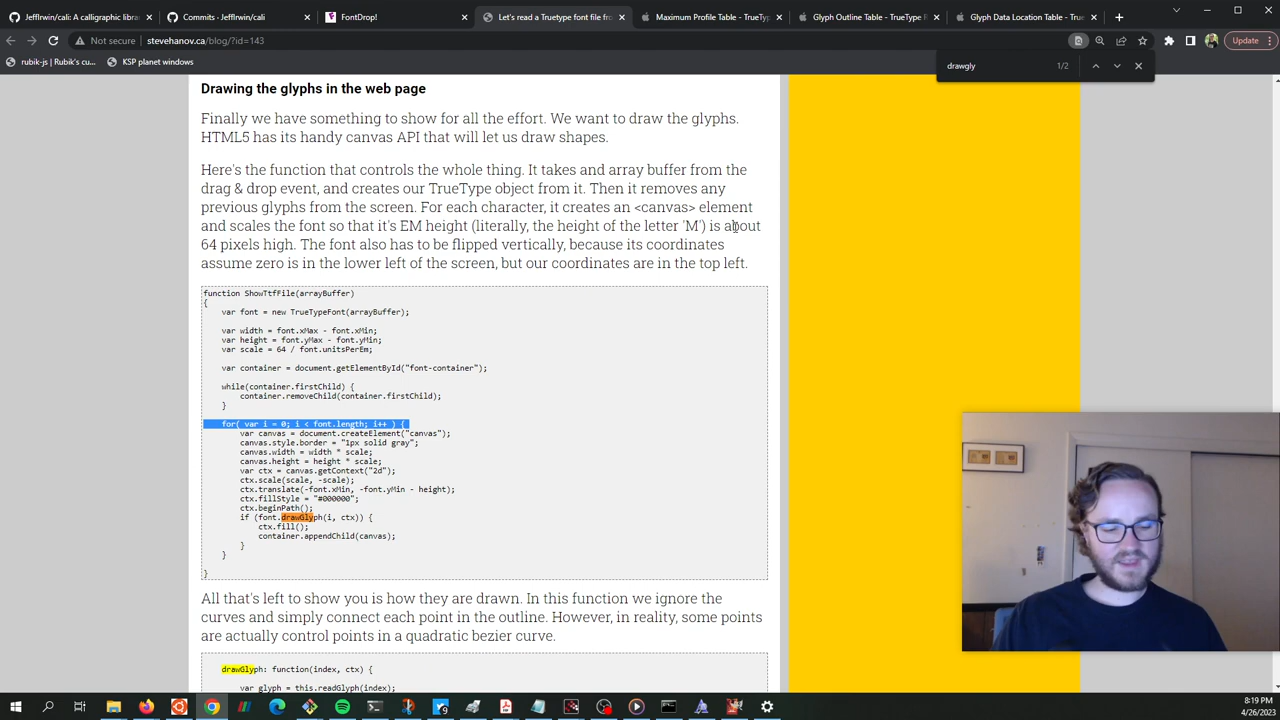 Jefflrwin/cali: A calligraphic libra
Commits · Jefflrwin/cali
FontDrop!
Let's read a Truetype font file fro
Maximum Profile Table - TrueTyp
Glyph Outline Table - TrueType R
Glyph Data Location Table - True
Not secure
stevehanov.ca/blog/?id=143
Update
rubik-js | Rubik's cu...
KSP planet windows
drawgly
1/2
Drawing the glyphs in the web page
Finally we have something to show for all the effort. We want to draw the glyphs.
HTML5 has its handy canvas API that will let us draw shapes.
Here's the function that controls the whole thing. It takes and array buffer from the
drag & drop event, and creates our TrueType object from it. Then it removes any
previous glyphs from the screen. For each character, it creates an <canvas> element
and scales the font so that it's EM height (literally, the height of the letter 'M') is about
64 pixels high. The font also has to be flipped vertically, because its coordinates
assume zero is in the lower left of the screen, but our coordinates are in the top left.
function ShowTtfFile(arrayBuffer)
{
var font = new TrueTypeFont(arrayBuffer);
var width = font.xMax - font.xMin;
var height = font.yMax - font.yMin;
var scale = 64 / font.unitsPerEm;
var container = document.getElementById("font-container");
while(container.firstChild) {
container.removeChild(container.firstChild);
}
for( var i = 0; i < font.length; i++ ) {
var canvas = document.createElement("canvas");
canvas.style.border = "1px solid gray";
canvas.width = width * scale;
canvas.height = height * scale;
var ctx = canvas.getContext("2d");
ctx.scale(scale, -scale);
ctx.translate(-font.xMin, -font.yMin - height);
ctx.fillStyle = "#000000";
ctx.beginPath();
if (font.drawGlyph(i, ctx)) {
ctx.fill();
container.appendChild(canvas);
}
}
}
All that's left to show you is how they are drawn. In this function we ignore the
curves and simply connect each point in the outline. However, in reality, some points
are actually control points in a quadratic bezier curve.
drawGlyph: function(index, ctx) {
var glyph = this.readGlyph(index);
8:19 PM
4/26/2023